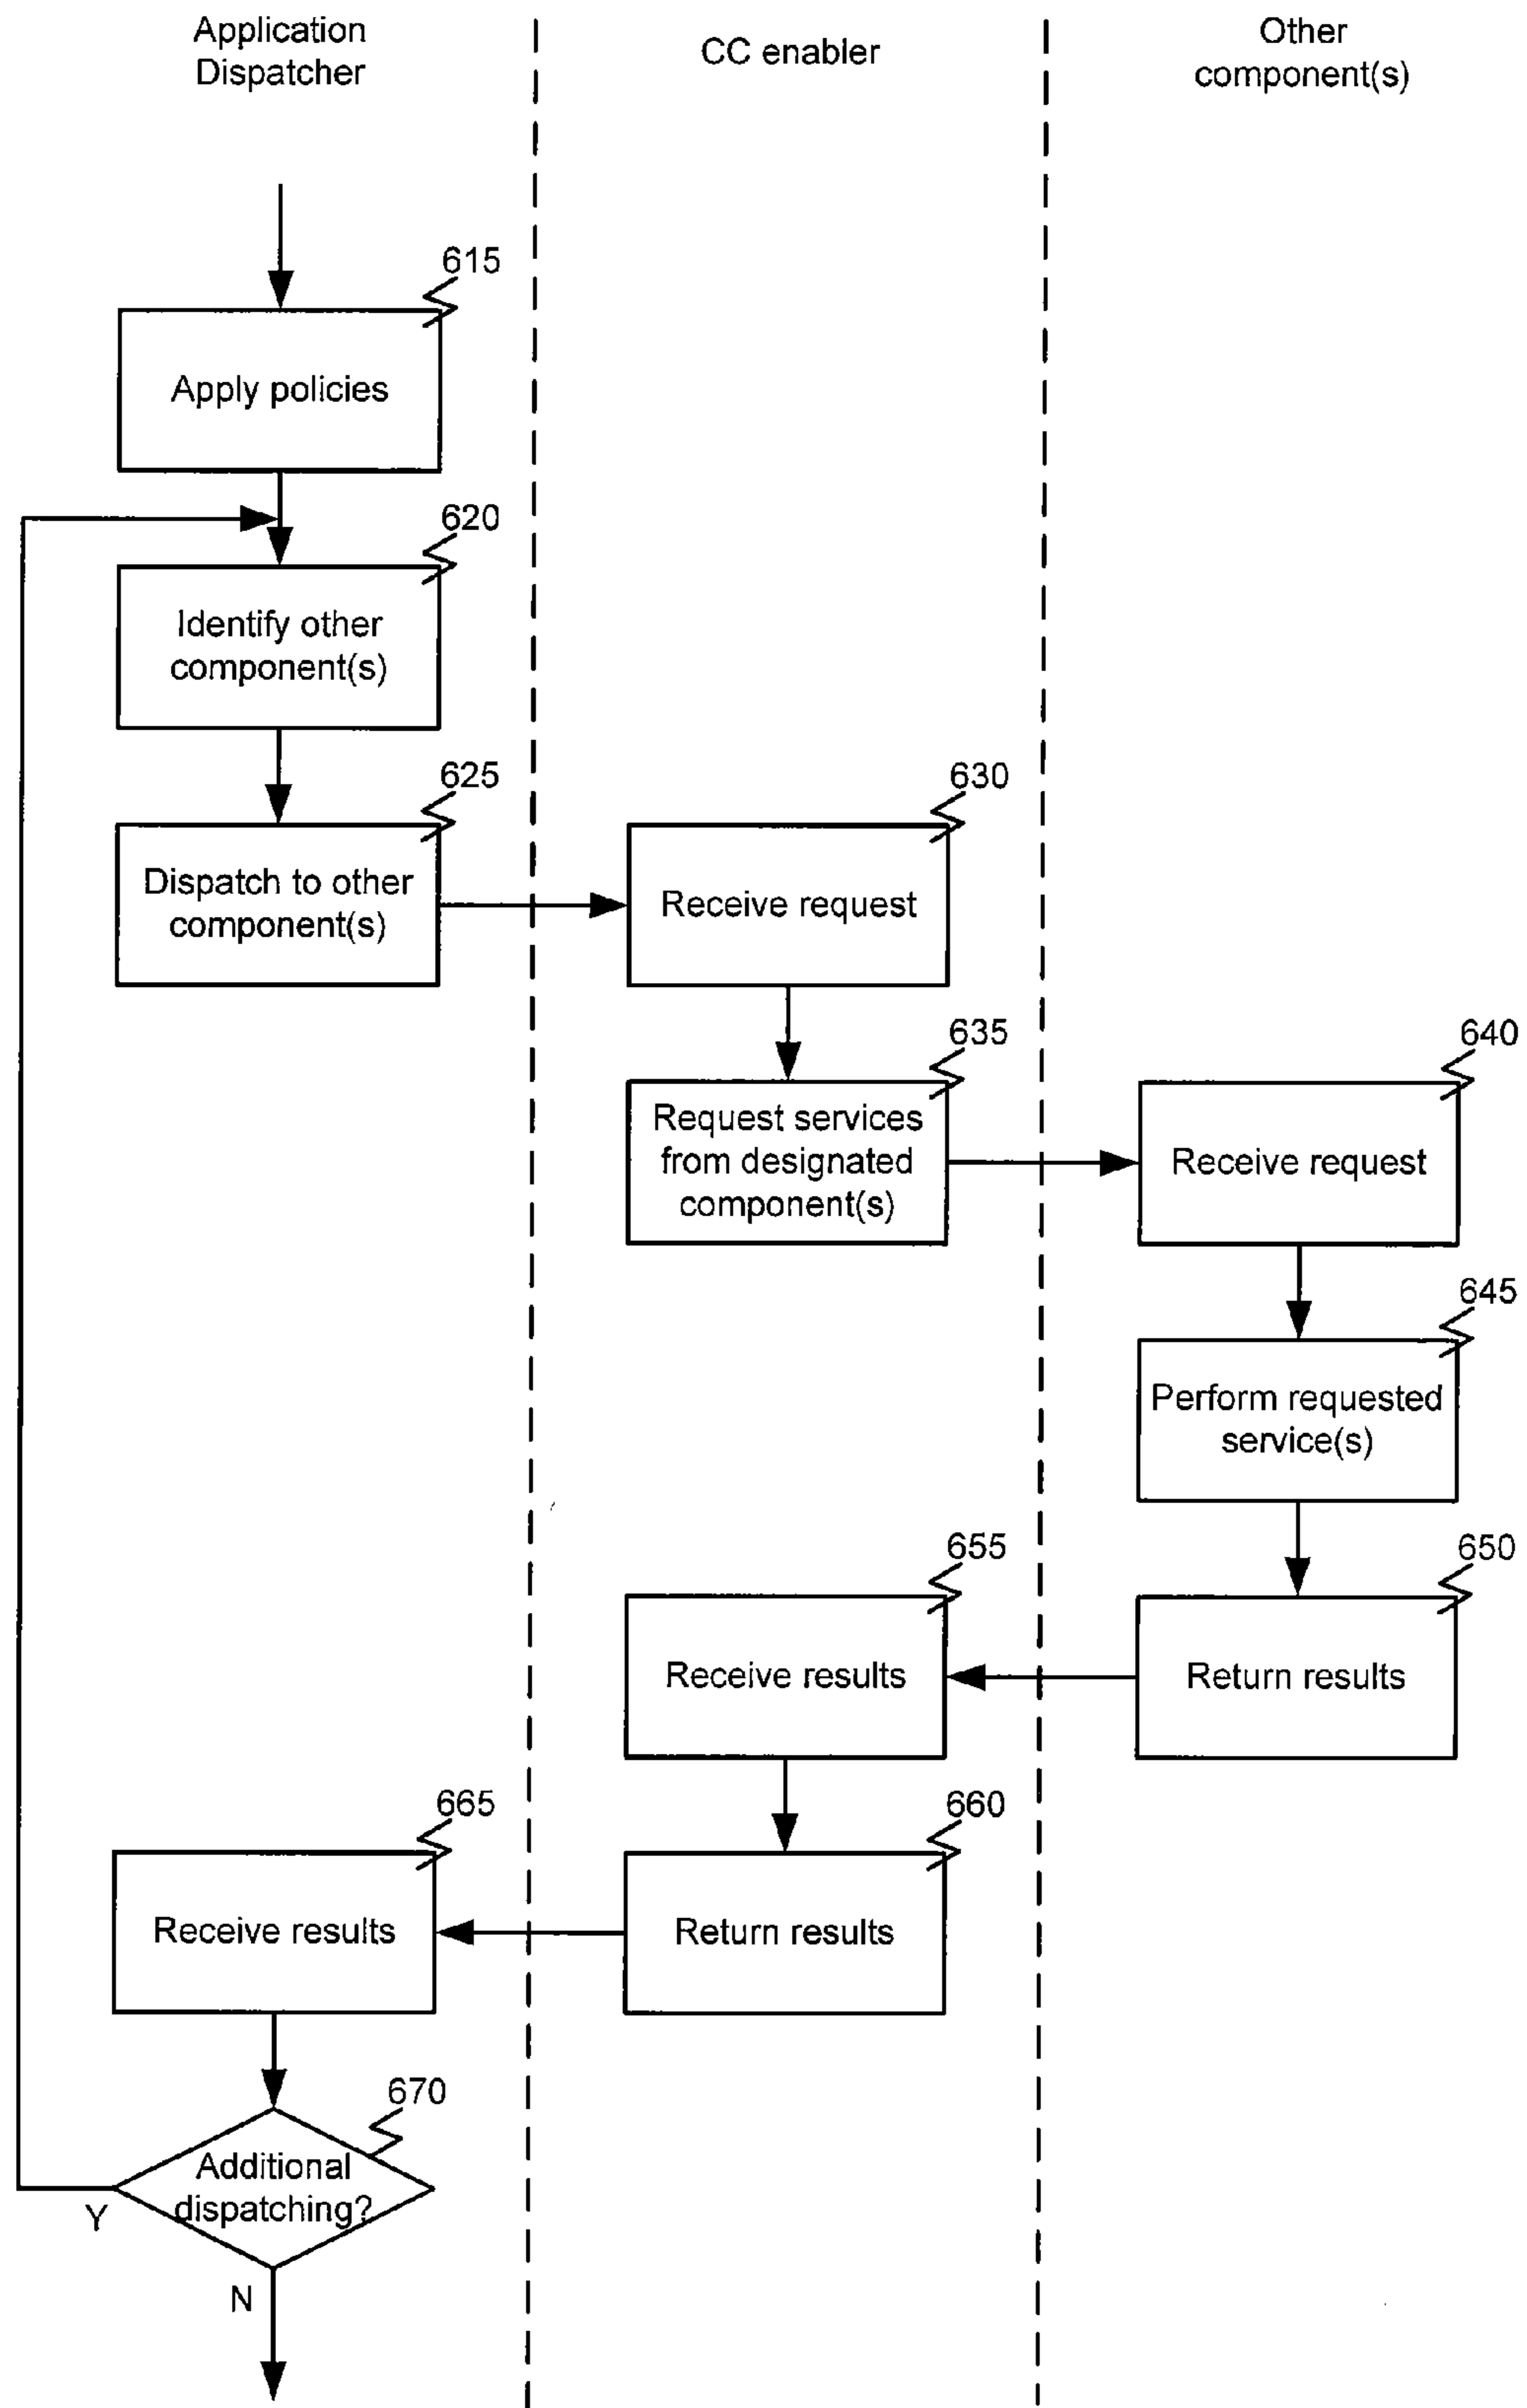 Application
Dispatcher
CC enabler
Other
component(s)
615
Apply policies
620
Identify other
component(s)
625
Dispatch to other
component(s)
630
Receive request
635
Request services
from designated
component(s)
640
Receive request
645
Perform requested
service(s)
650
Return results
655
Receive results
660
Return results
665
Receive results
670
Additional
dispatching?
Y
N